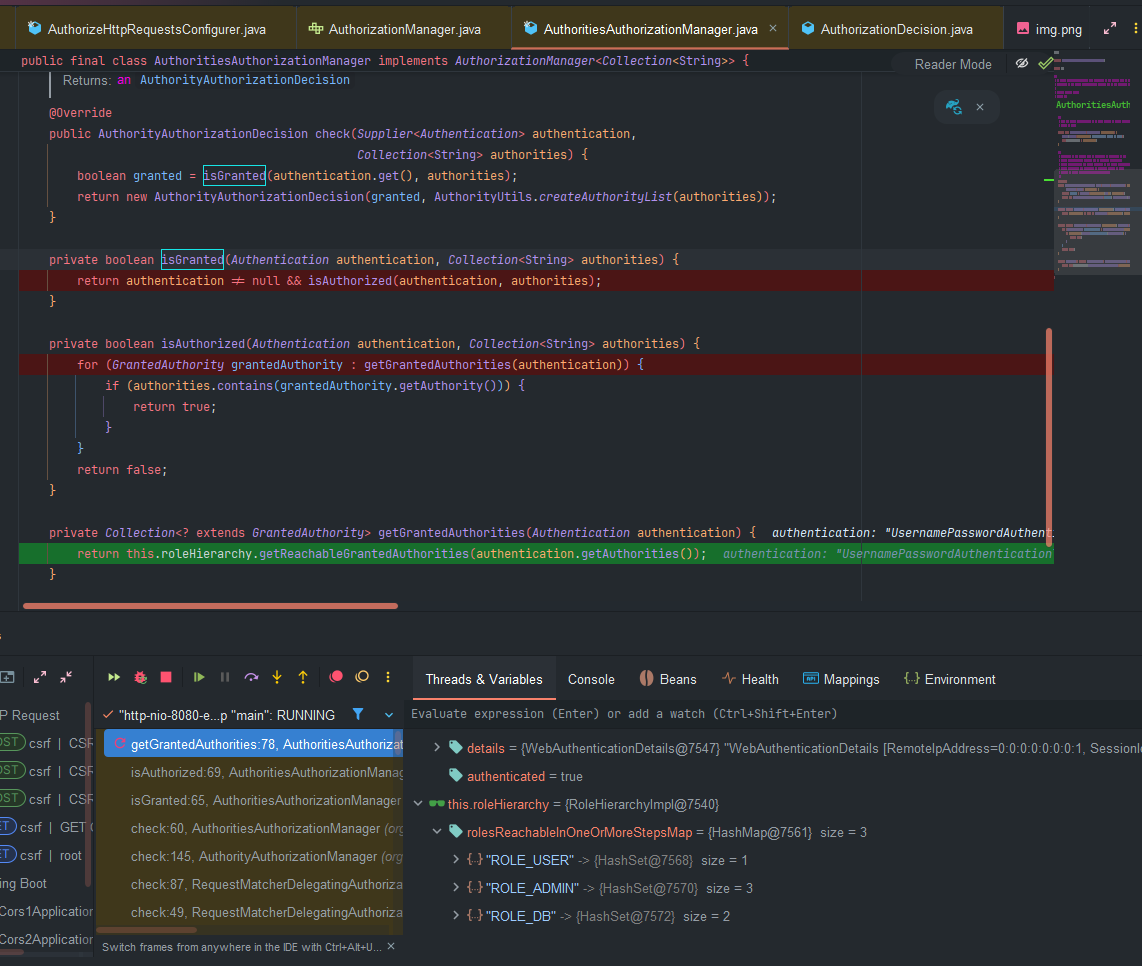 AuthorizeHttpRequestsConfigurer.java
AuthorizationManager.java
AuthoritiesAuthorizationManager.java ×
AuthorizationDecision.java
img.png
public final class AuthoritiesAuthorizationManager implements AuthorizationManager<Collection<String>> {
Reader Mode
Returns: an AuthorityAuthorizationDecision
@Override
public AuthorityAuthorizationDecision check(Supplier<Authentication> authentication,
Collection<String> authorities) {
boolean granted = isGranted(authentication.get(), authorities);
return new AuthorityAuthorizationDecision(granted, AuthorityUtils.createAuthorityList(authorities));
}
private boolean isGranted(Authentication authentication, Collection<String> authorities) {
return authentication ≠ null && isAuthorized(authentication, authorities);
}
private boolean isAuthorized(Authentication authentication, Collection<String> authorities) {
for (GrantedAuthority grantedAuthority : getGrantedAuthorities(authentication)) {
if (authorities.contains(grantedAuthority.getAuthority())) {
return true;
}
}
return false;
}
private Collection<? extends GrantedAuthority> getGrantedAuthorities(Authentication authentication) { authentication: "UsernamePasswordAuthent
return this.roleHierarchy.getReachableGrantedAuthorities(authentication.getAuthorities()); authentication: "UsernamePasswordAuthentication
}
AuthoritiesAuth
Threads & Variables
Console
Beans
Health
Mappings
Environment
P Request
OST csrf | CSR
OST csrf | CSR
OST csrf | CSR
ET csrf | GET
ET csrf | root
ing Boot
Cors1Application
Cors2Application
"http-nio-8080-e...p "main": RUNNING
getGrantedAuthorities:78, AuthoritiesAuthorizat
isAuthorized:69, AuthoritiesAuthorizationManag
isGranted:65, AuthoritiesAuthorizationManager
check:60, AuthoritiesAuthorizationManager (org
check:145, AuthorityAuthorizationManager (org
check:87, RequestMatcherDelegatingAuthoriza
check:49, RequestMatcherDelegatingAuthoriza
Switch frames from anywhere in the IDE with Ctrl+Alt+U... ×
Evaluate expression (Enter) or add a watch (Ctrl+Shift+Enter)
details = {WebAuthenticationDetails@7547} "WebAuthenticationDetails [RemoteIpAddress=0:0:0:0:0:0:0:1, SessionI
authenticated = true
this.roleHierarchy = {RoleHierarchyImpl@7540}
rolesReachableInOneOrMoreStepsMap = {HashMap@7561} size = 3
"ROLE_USER" -> {HashSet@7568} size = 1
"ROLE_ADMIN" -> {HashSet@7570} size = 3
"ROLE_DB" -> {HashSet@7572} size = 2